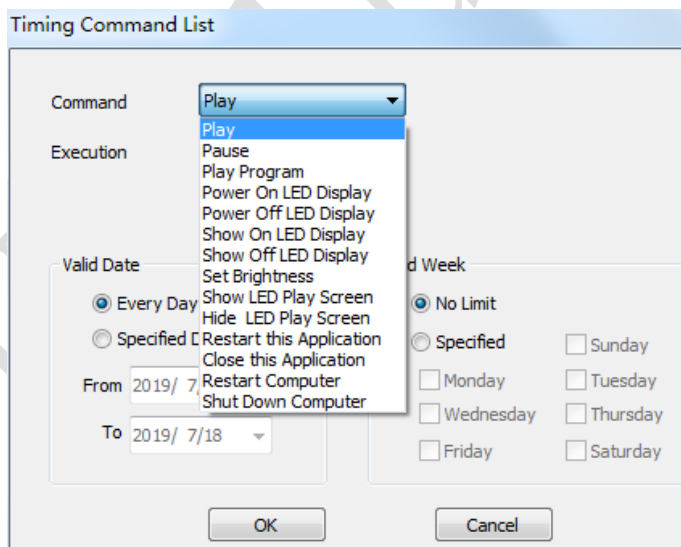 Timing Command List
Command
Play
Play
Pause
Play Program
Power On LED Display
Power Off LED Display
Show On LED Display
Show Off LED Display
Set Brightness
Show LED Play Screen
Hide  LED Play Screen
Restart this Application
Close this Application
Restart Computer
Shut Down Computer
Execution
Valid Date
Every Day
Specified D
From 2019/ 7/
To 2019/ 7/18
d Week
No Limit
Specified
Sunday
Monday
Tuesday
Wednesday
Thursday
Friday
Saturday
OK
Cancel